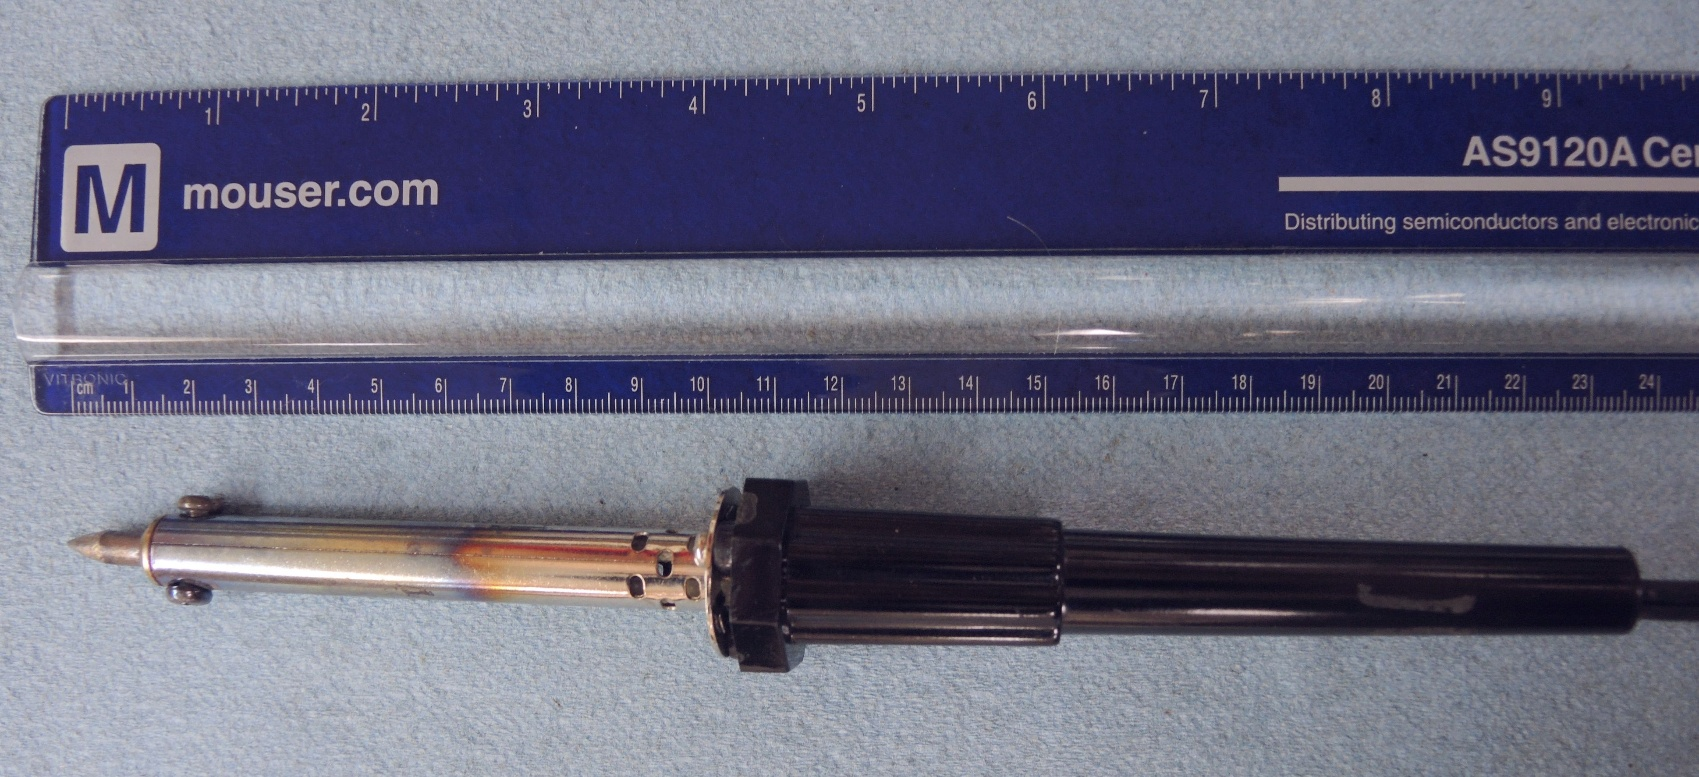 1 2 3 4 5 6 7 8 9
M mouser.com
AS9120A Cer
Distributing semiconductors and electronic
VITRONIC
cm 1 2 3 4 5 6 7 8 9 10 11 12 13 14 15 16 17 18 19 20 21 22 23 24